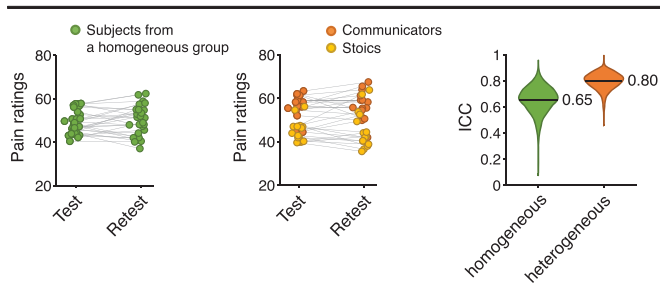 Subjects from
a homogeneous group
Pain ratings
80
60
40
20
Test
Retest
Communicators
Stoics
Pain ratings
80
60
40
20
Test
Retest
ICC
1
0.8
0.6
0.4
0.2
0
0.65
0.80
homogeneous
heterogeneous